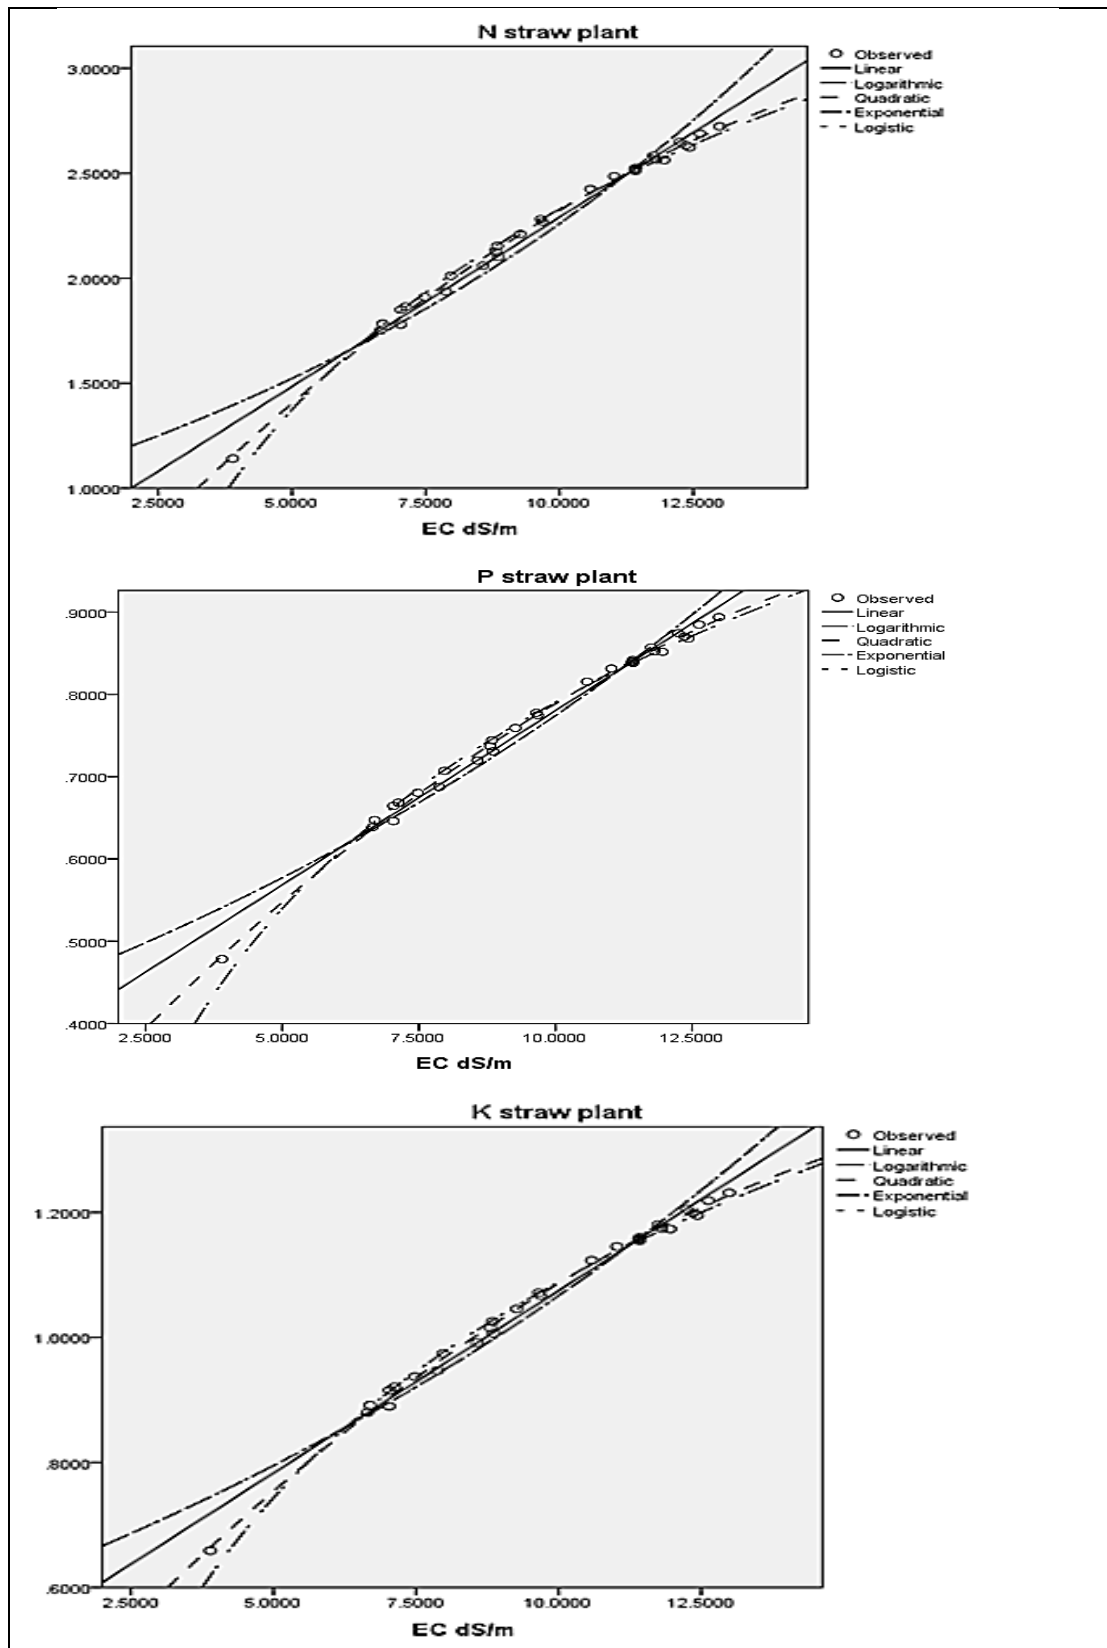 N straw plant
Observed
Linear
Logarithmic
Quadratic
Exponential
Logistic
3.0000
2.5000
2.0000
1.5000
1.0000
2.5000 5.0000 7.5000 10.0000 12.5000
EC dS/m
P straw plant
Observed
Linear
Logarithmic
Quadratic
Exponential
Logistic
.9000
.8000
.7000
.6000
.5000
.4000
2.5000 5.0000 7.5000 10.0000 12.5000
EC dS/m
K straw plant
Observed
Linear
Logarithmic
Quadratic
Exponential
Logistic
1.2000
1.0000
.8000
.6000
2.5000 5.0000 7.5000 10.0000 12.5000
EC dS/m